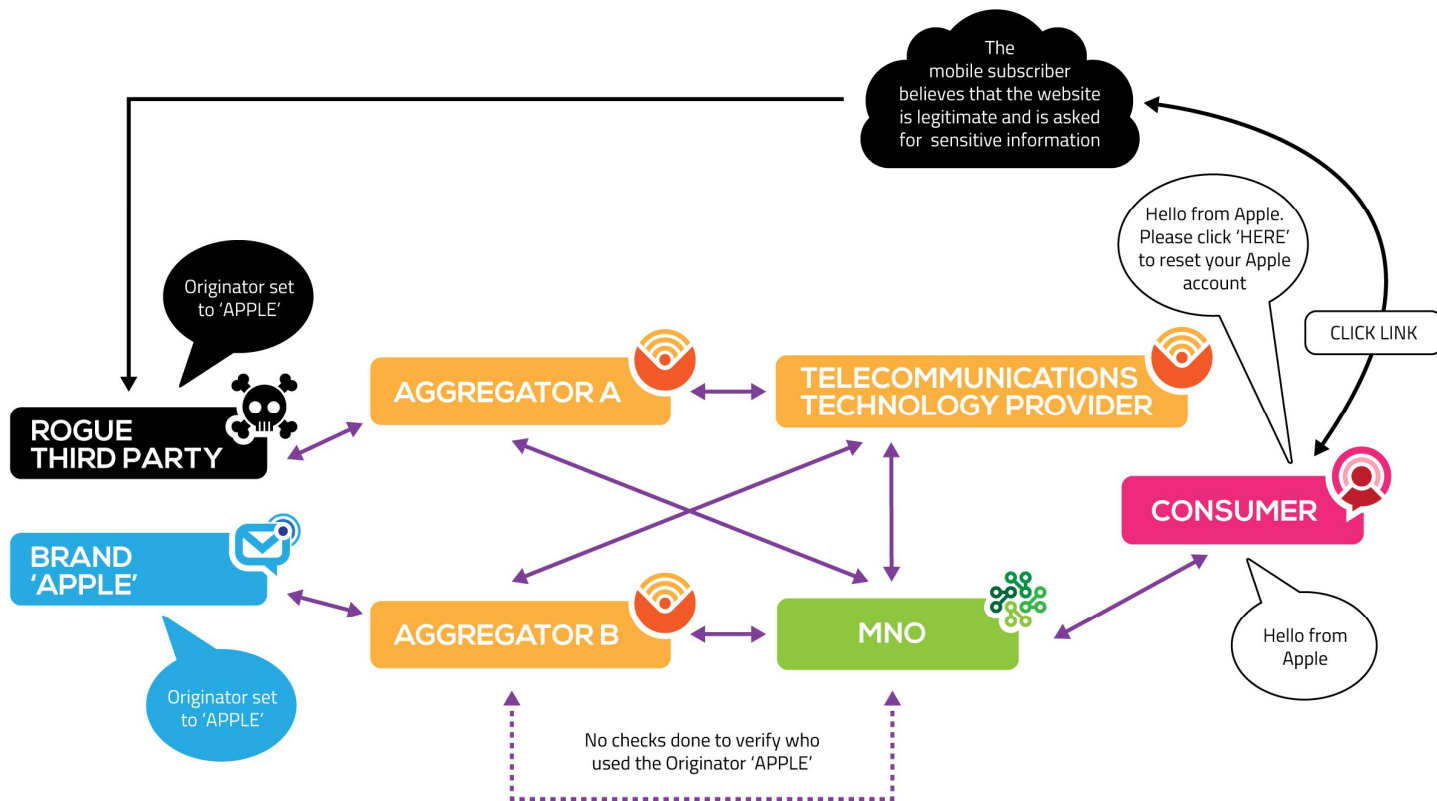 The
mobile subscriber
believes that the website
is legitimate and is asked
for sensitive information
Hello from Apple.
Please click ‘HERE’
to reset your Apple
account
Originator set
to ‘APPLE’
CLICK LINK
AGGREGATOR A
TELECOMMUNICATIONS
TECHNOLOGY PROVIDER
ROGUE
THIRD PARTY
CONSUMER
BRAND
‘APPLE’
AGGREGATOR B
MNO
Hello from
Apple
Originator set
to ‘APPLE’
No checks done to verify who
used the Originator ‘APPLE’